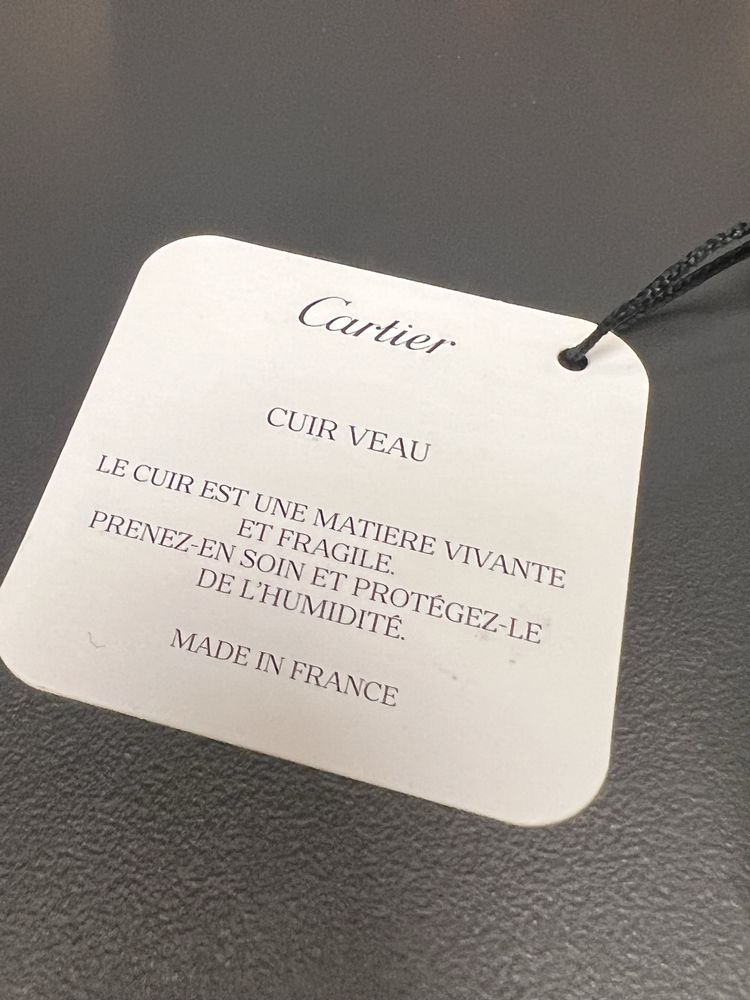 Cartier
CUIR VEAU
LE CUIR EST UNE MATIERE VIVANTE
ET FRAGILE.
PRENEZ-EN SOIN ET PROTÉGEZ-LE
DE L'HUMIDITÉ.
MADE IN FRANCE